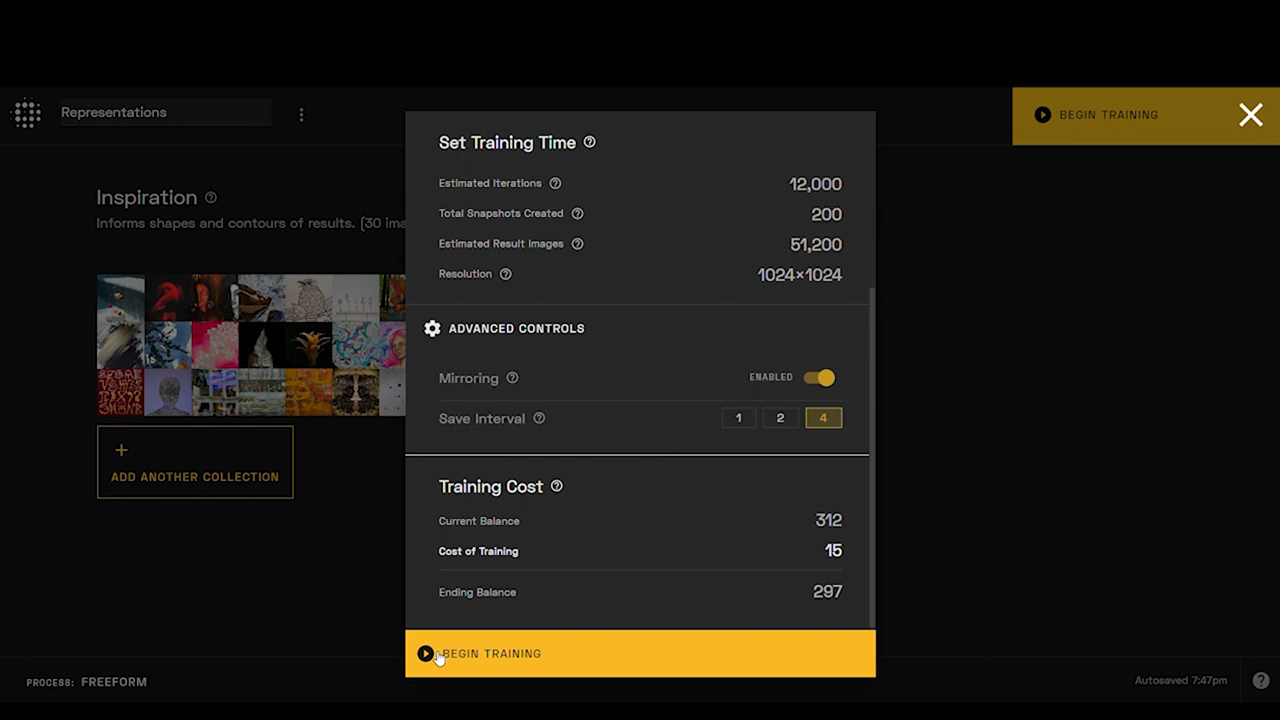 Representations
BEGIN TRAINING
Inspiration
Informs shapes and contours of results. (30 ima
ADD ANOTHER COLLECTION
Set Training Time
Estimated Iterations 12,000
Total Snapshots Created 200
Estimated Result Images 51,200
Resolution 1024×1024
ADVANCED CONTROLS
Mirroring ENABLED
Save Interval 1 2 4
Training Cost
Current Balance 312
Cost of Training 15
Ending Balance 297
BEGIN TRAINING
PROCESS: FREEFORM
Autosaved 7:47pm